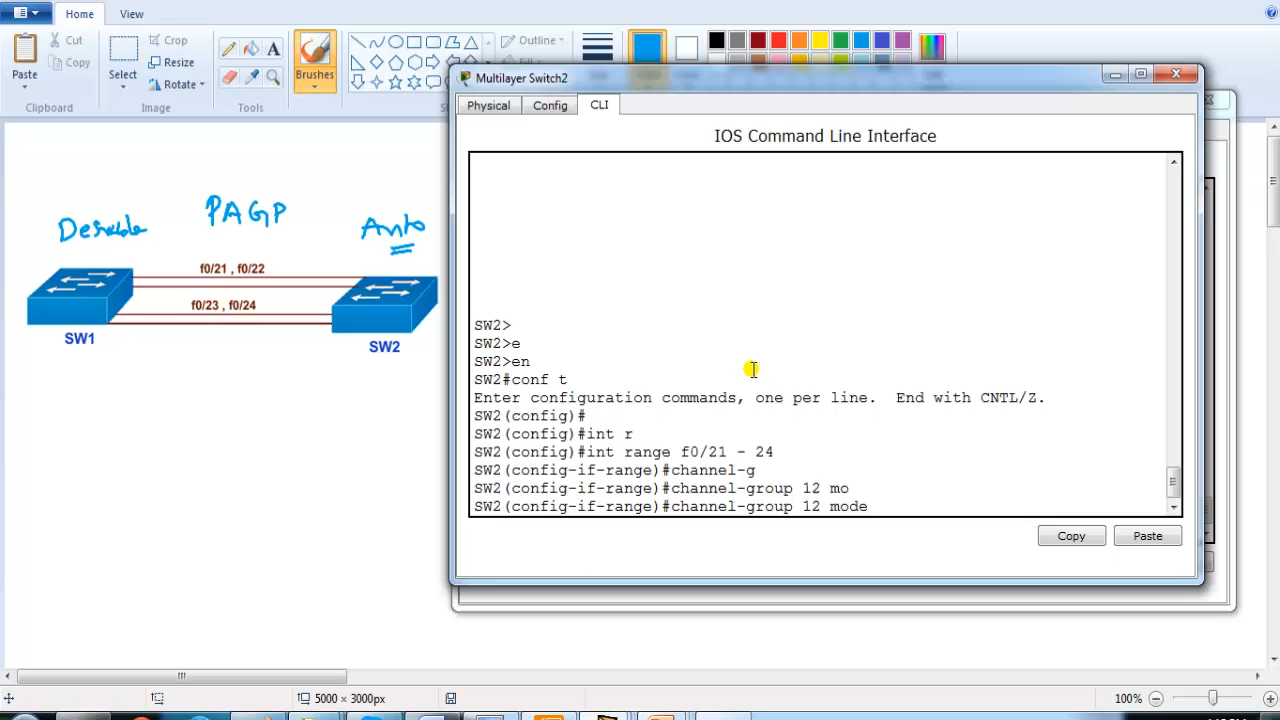 Home
View
Paste
Cut
Copy
Clipboard
Select
Crop
Resize
Rotate
Image
A
Brushes
Tools
Outline
Desirable
PAGP
Auto
f0/21 , f0/22
f0/23 , f0/24
SW1
SW2
Multilayer Switch2
Physical
Config
CLI
IOS Command Line Interface
SW2>
SW2>e
SW2>en
SW2#conf t
Enter configuration commands, one per line.  End with CNTL/Z.
SW2(config)#
SW2(config)#int r
SW2(config)#int range f0/21 - 24
SW2(config-if-range)#channel-g
SW2(config-if-range)#channel-group 12 mo
SW2(config-if-range)#channel-group 12 mode
Copy
Paste
5000 × 3000px
100%